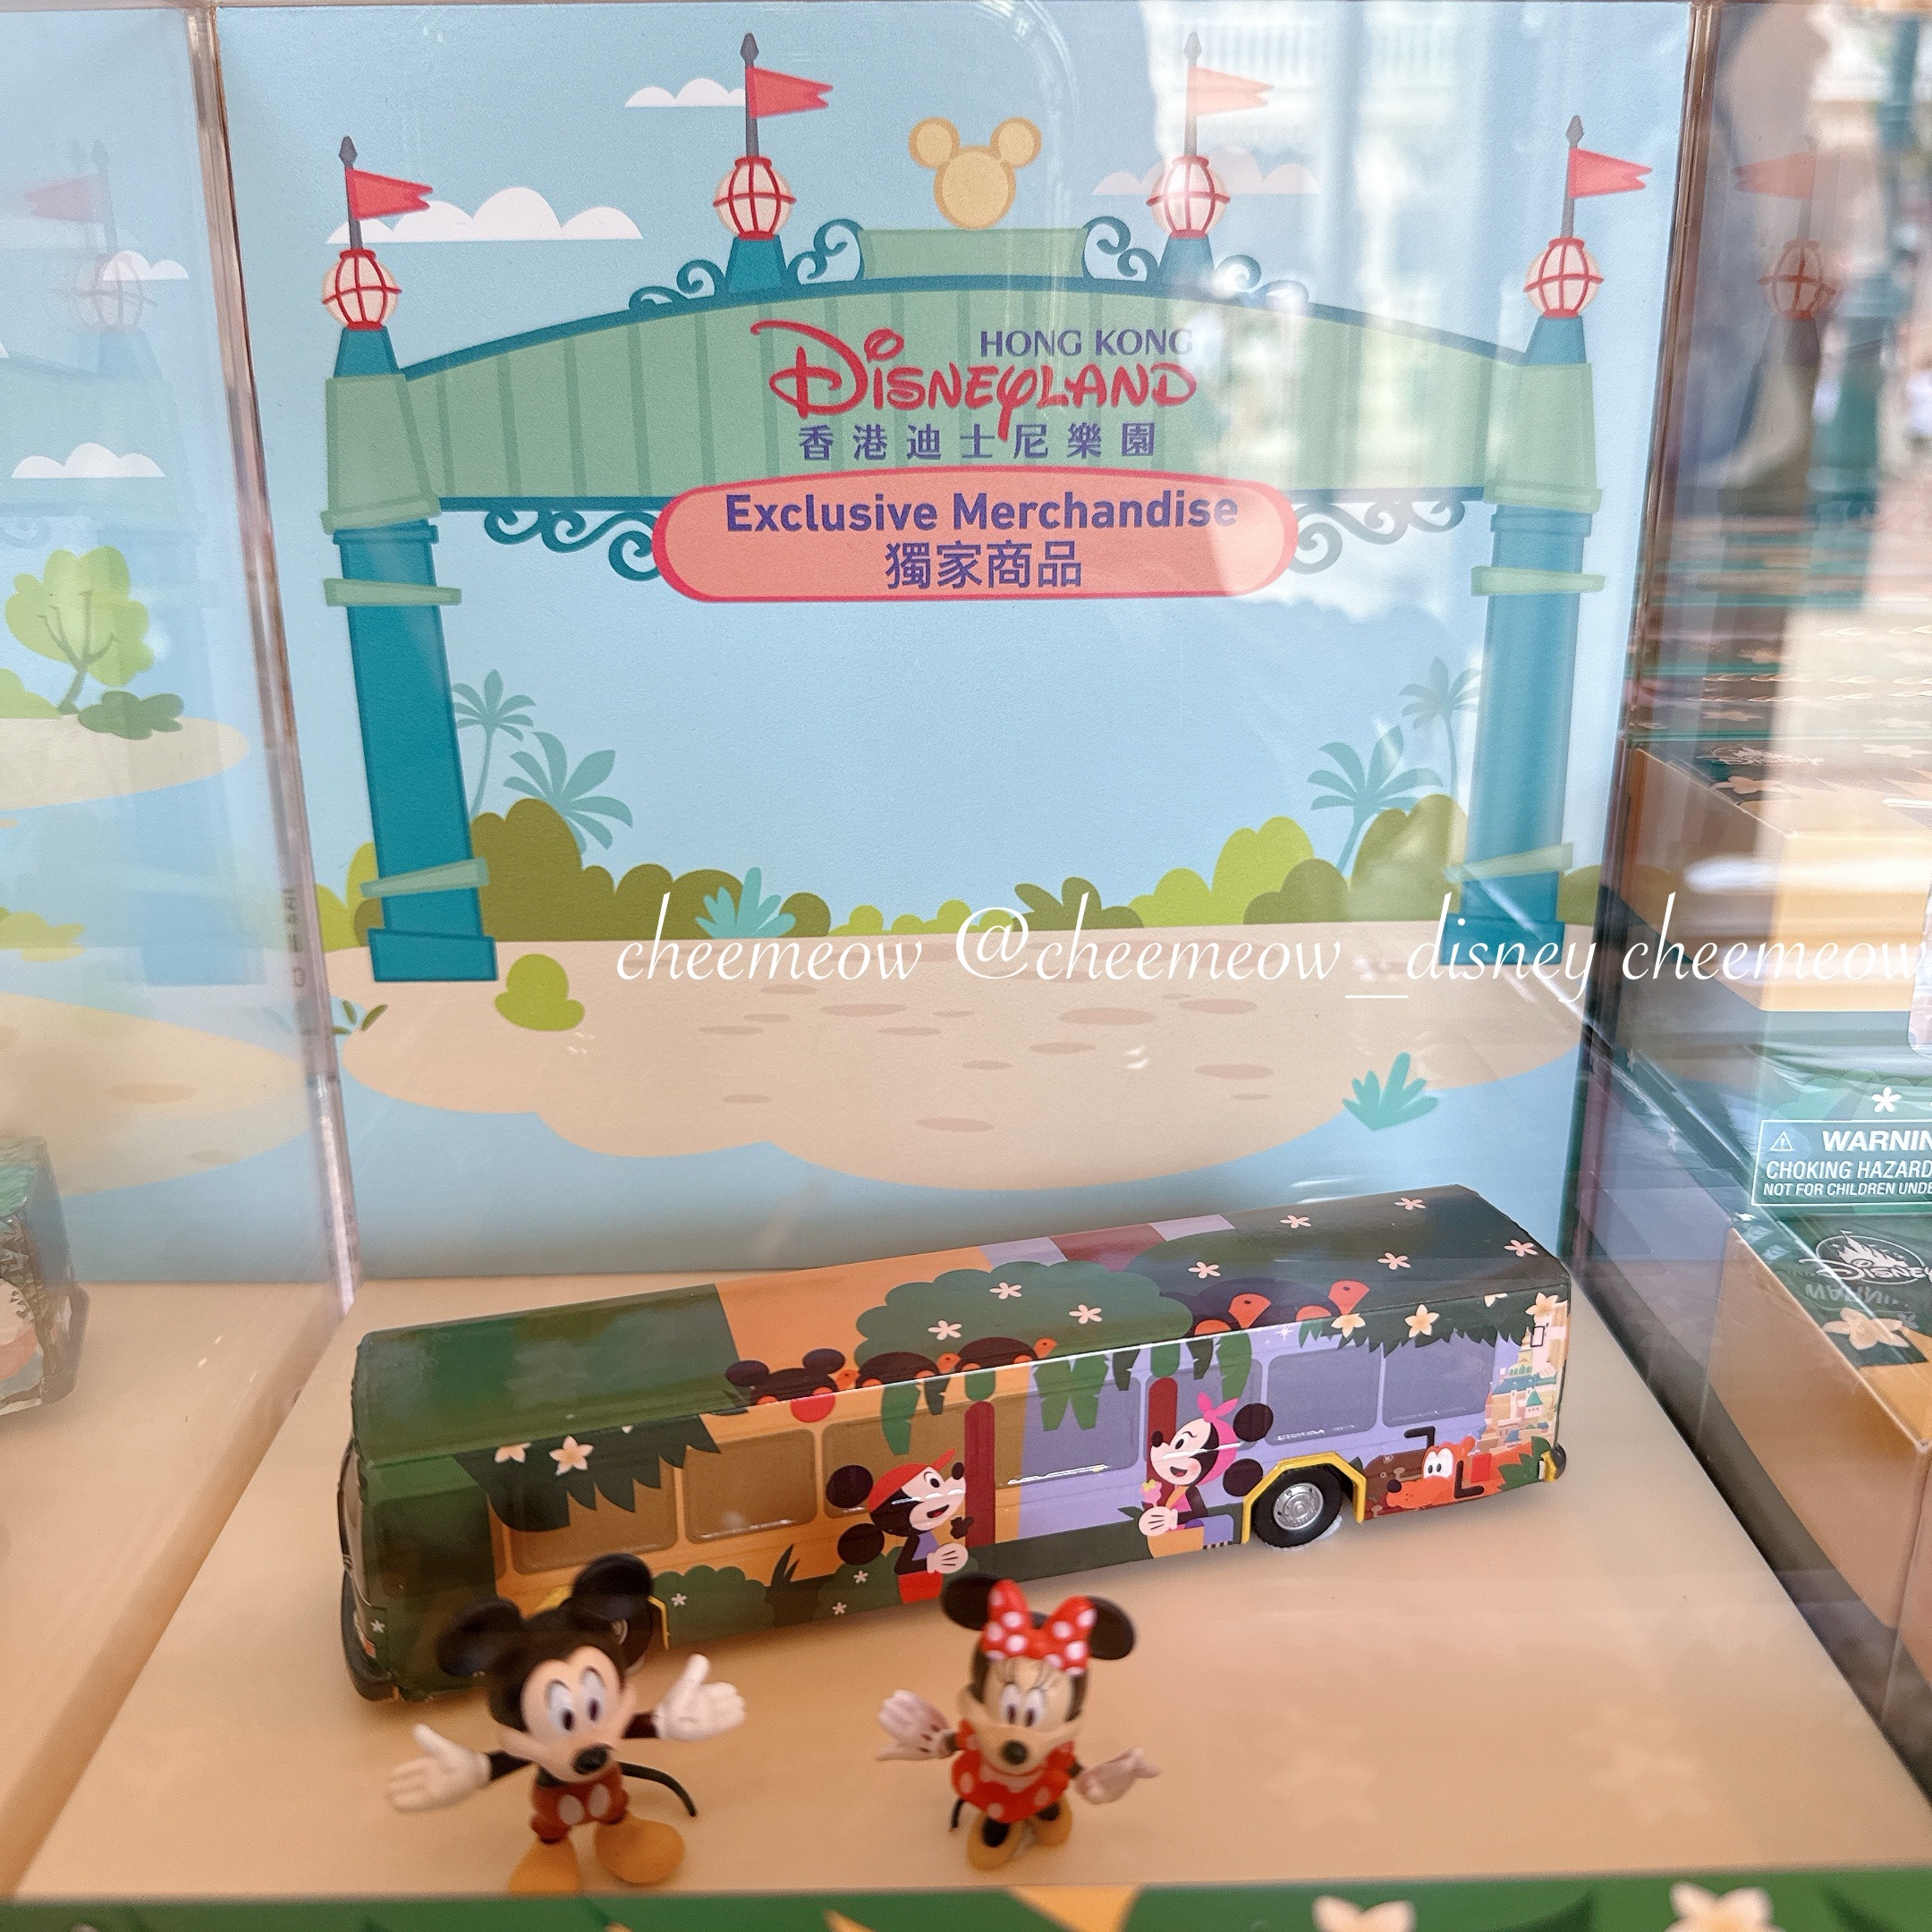 HONG KONG
Disneyland
香港迪士尼樂園
Exclusive Merchandise
獨家商品
cheemeow @cheemeow_disney cheemeow
WARNIN
CHOKING HAZARD
NOT FOR CHILDREN UNDE
DISNEY